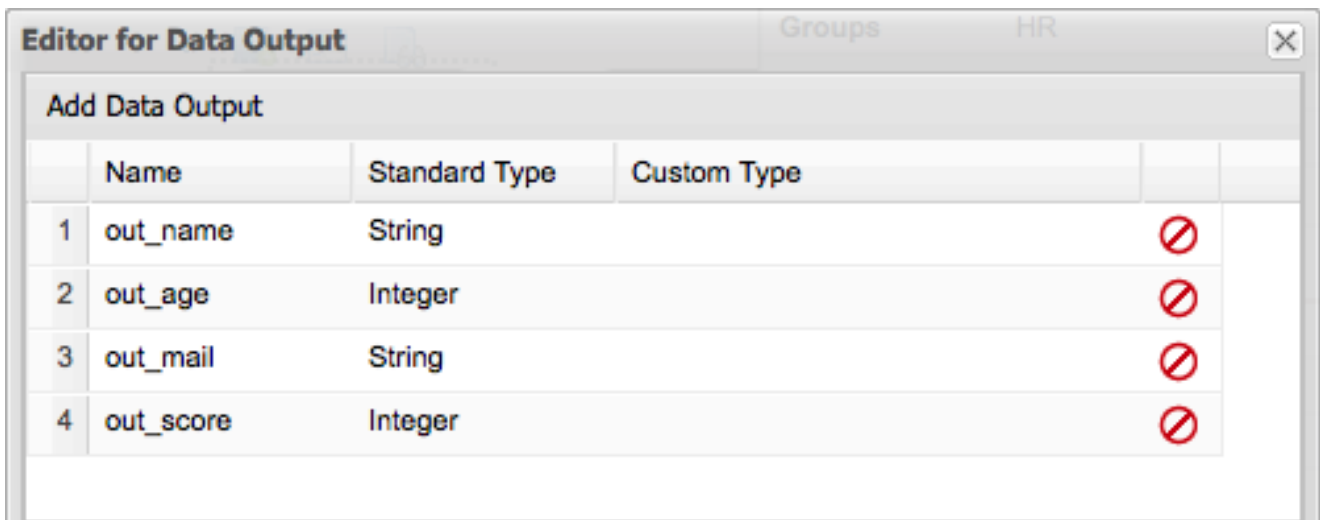 Groups HR
Editor for Data Output
Add Data Output
Name Standard Type Custom Type
1 out_name String
2 out_age Integer
3 out_mail String
4 out_score Integer